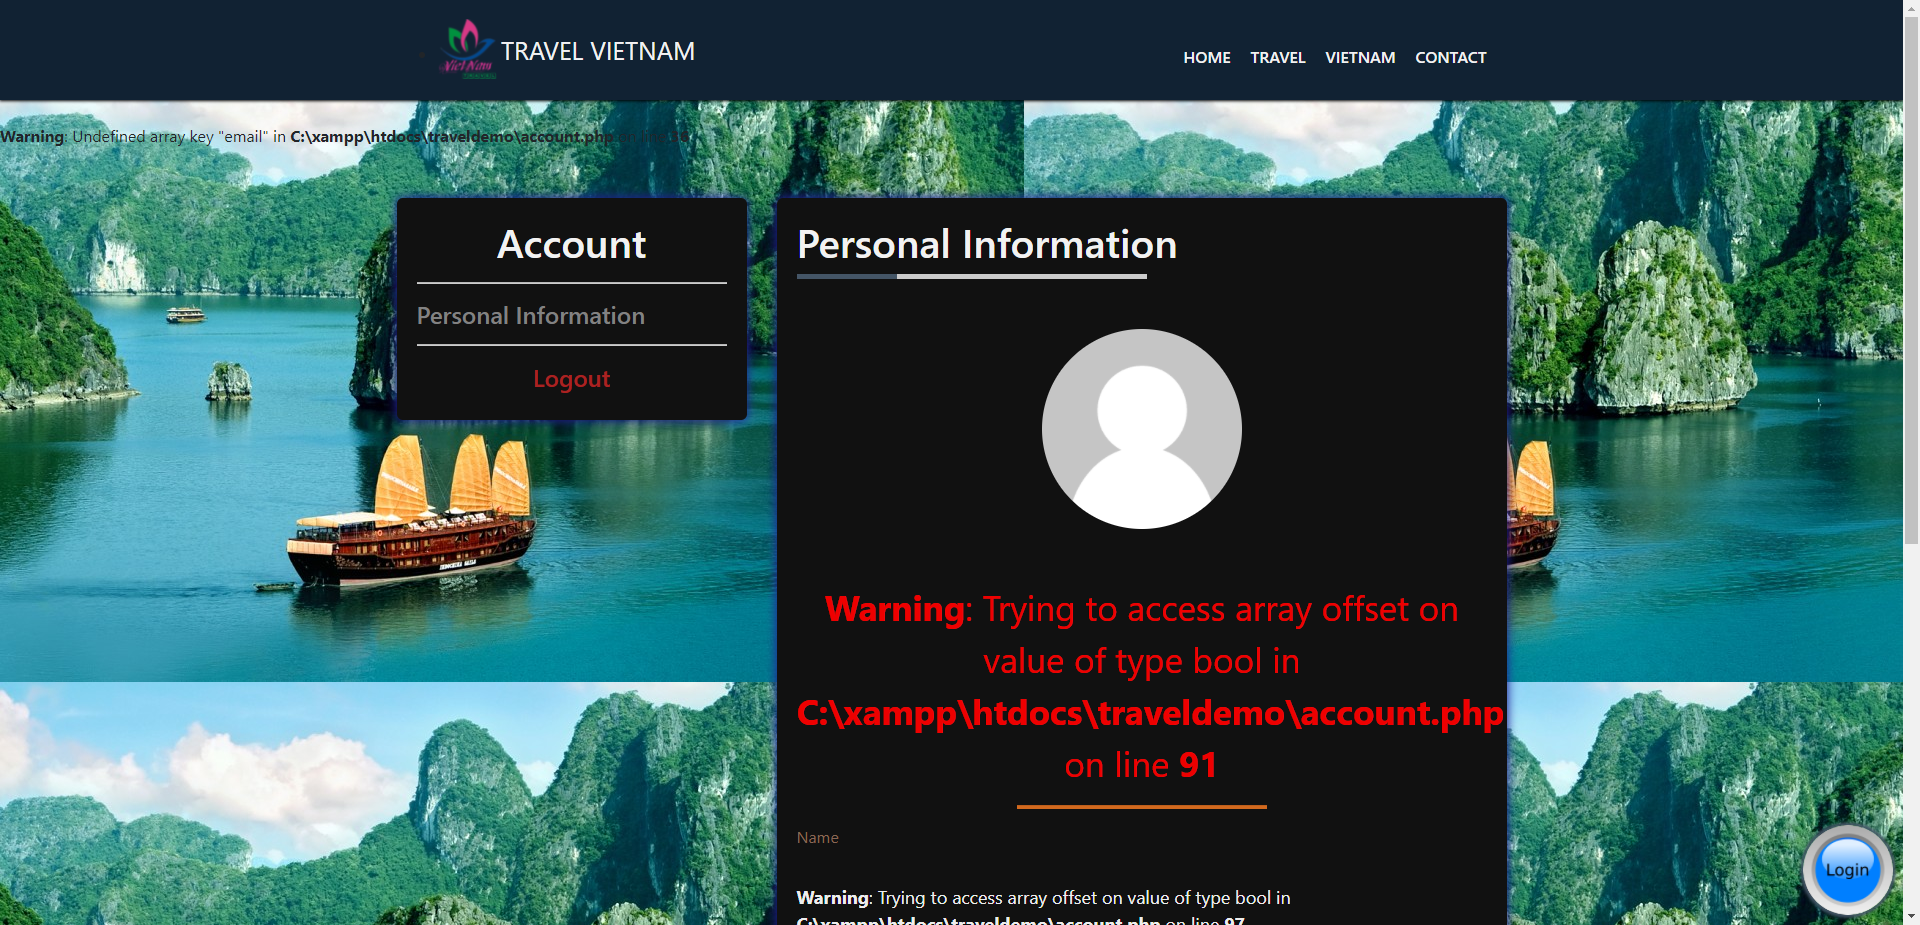 Viet Nam
TRAVEL VIETNAM
HOME TRAVEL VIETNAM CONTACT
Warning: Undefined array key "email" in C:\xampp\htdocs\traveldemo\account.php on line 38
Account
Personal Information
Logout
Personal Information
Warning: Trying to access array offset on
value of type bool in
C:\xampp\htdocs\traveldemo\account.php
on line 91
Name
Warning: Trying to access array offset on value of type bool in
C:\xampp\htdocs\traveldemo\account.php on line 97
Login